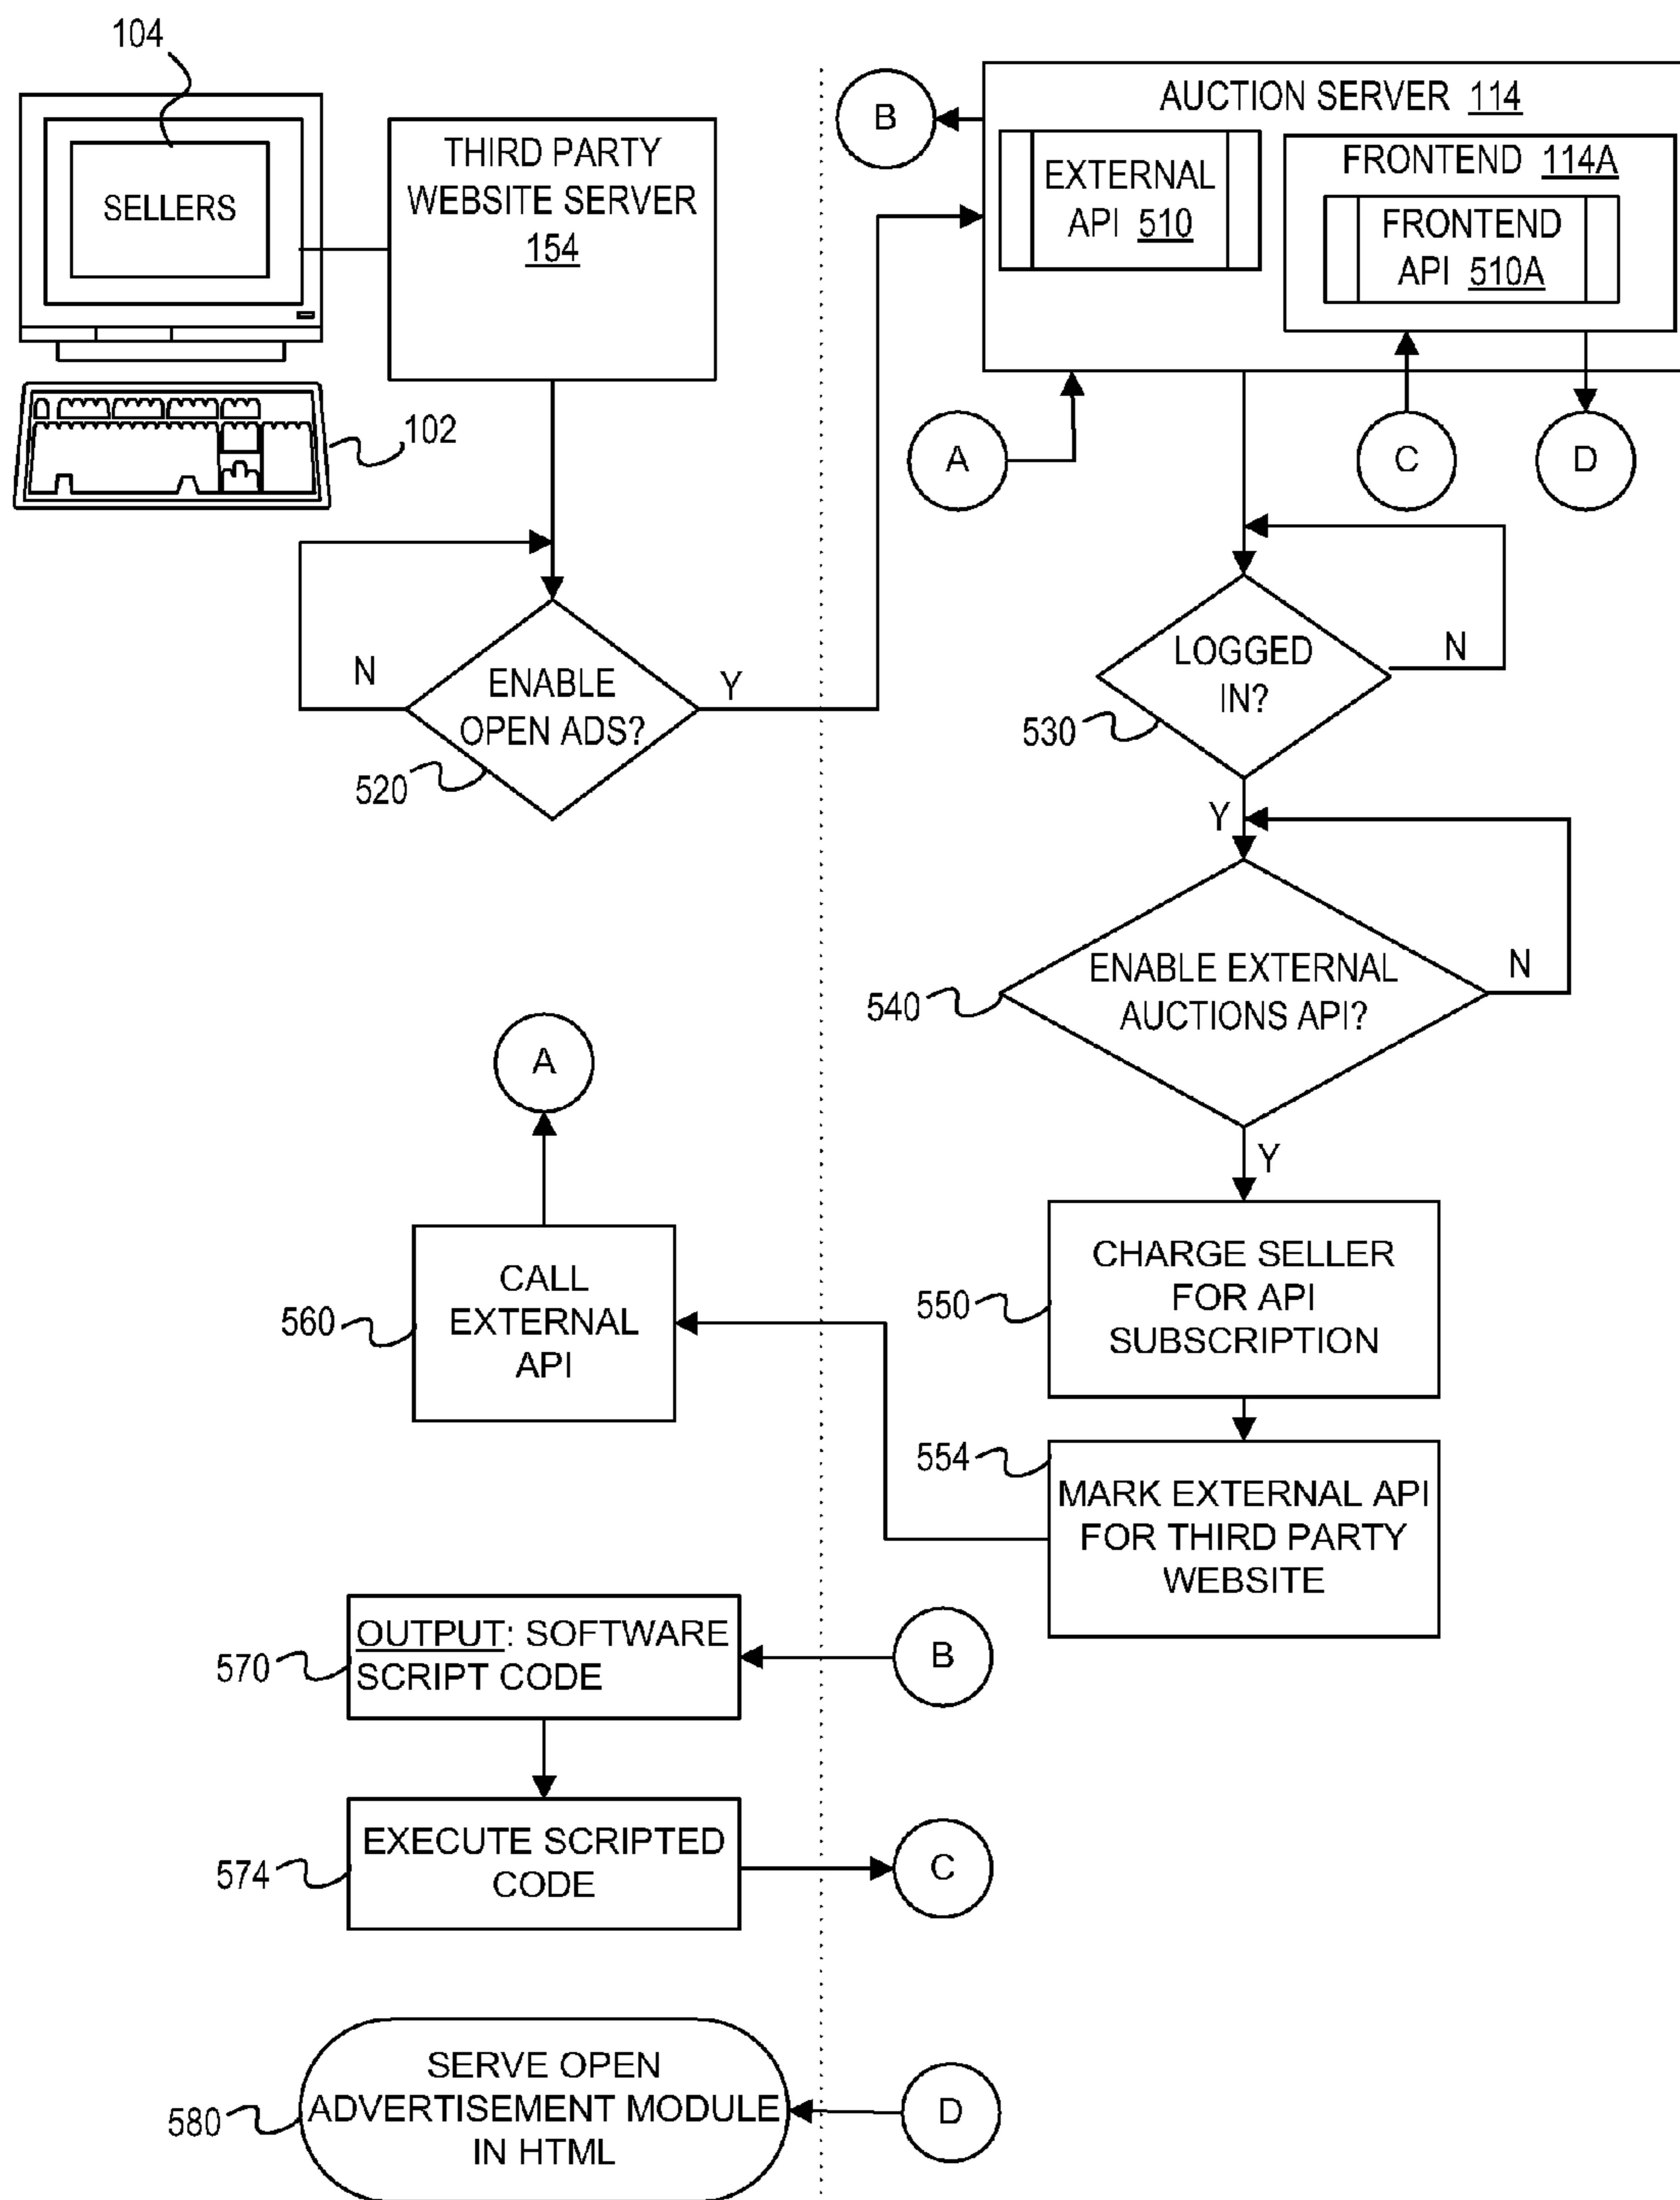 104
SELLERS
102
THIRD PARTY
WEBSITE SERVER
154
B
AUCTION SERVER 114
EXTERNAL
API 510
FRONTEND 114A
FRONTEND
API 510A
A
C
D
N
ENABLE
OPEN ADS?
Y
520
LOGGED
IN?
N
530
Y
ENABLE EXTERNAL
AUCTIONS API?
N
540
Y
CHARGE SELLER
FOR API
SUBSCRIPTION
550
554
MARK EXTERNAL API
FOR THIRD PARTY
WEBSITE
A
CALL
EXTERNAL
API
560
OUTPUT: SOFTWARE
SCRIPT CODE
570
B
EXECUTE SCRIPTED
CODE
574
C
SERVE OPEN
ADVERTISEMENT MODULE
IN HTML
580
D